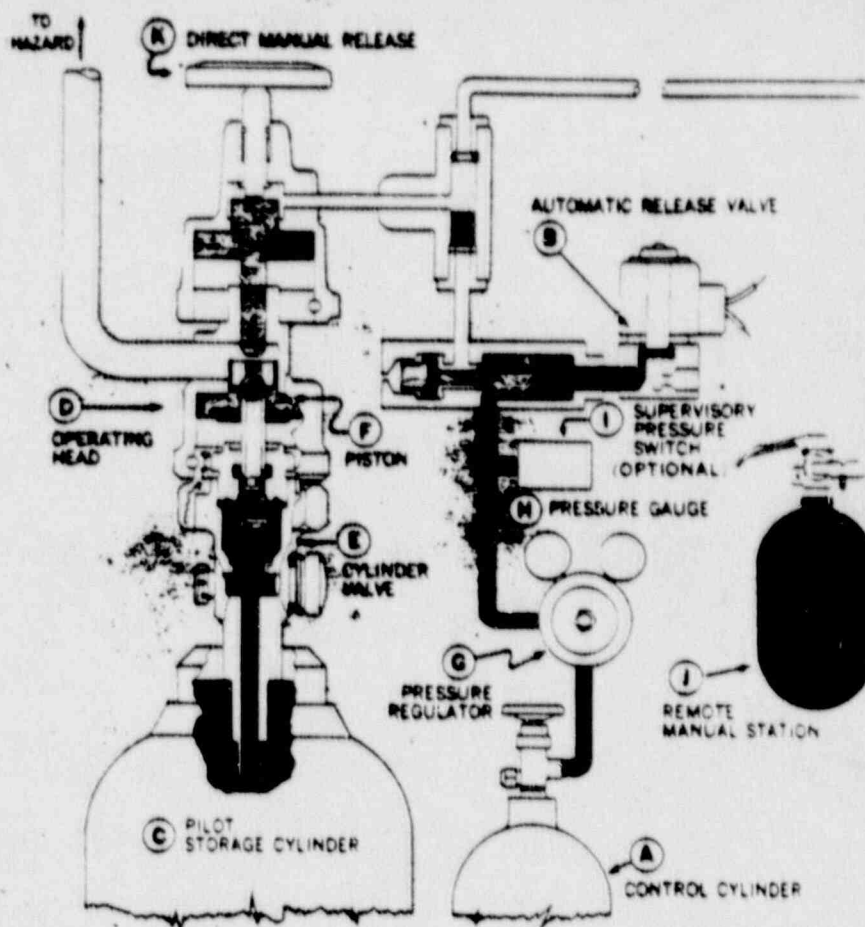 TO
HAZARD
K DIRECT MANUAL RELEASE
AUTOMATIC RELEASE VALVE
B
D
OPERATING
HEAD
F
PISTON
I SUPERVISORY
PRESSURE
SWITCH
(OPTIONAL)
H PRESSURE GAUGE
E
CYLINDER
VALVE
G
PRESSURE
REGULATOR
J
REMOTE
MANUAL STATION
C PILOT
STORAGE CYLINDER
A
CONTROL CYLINDER